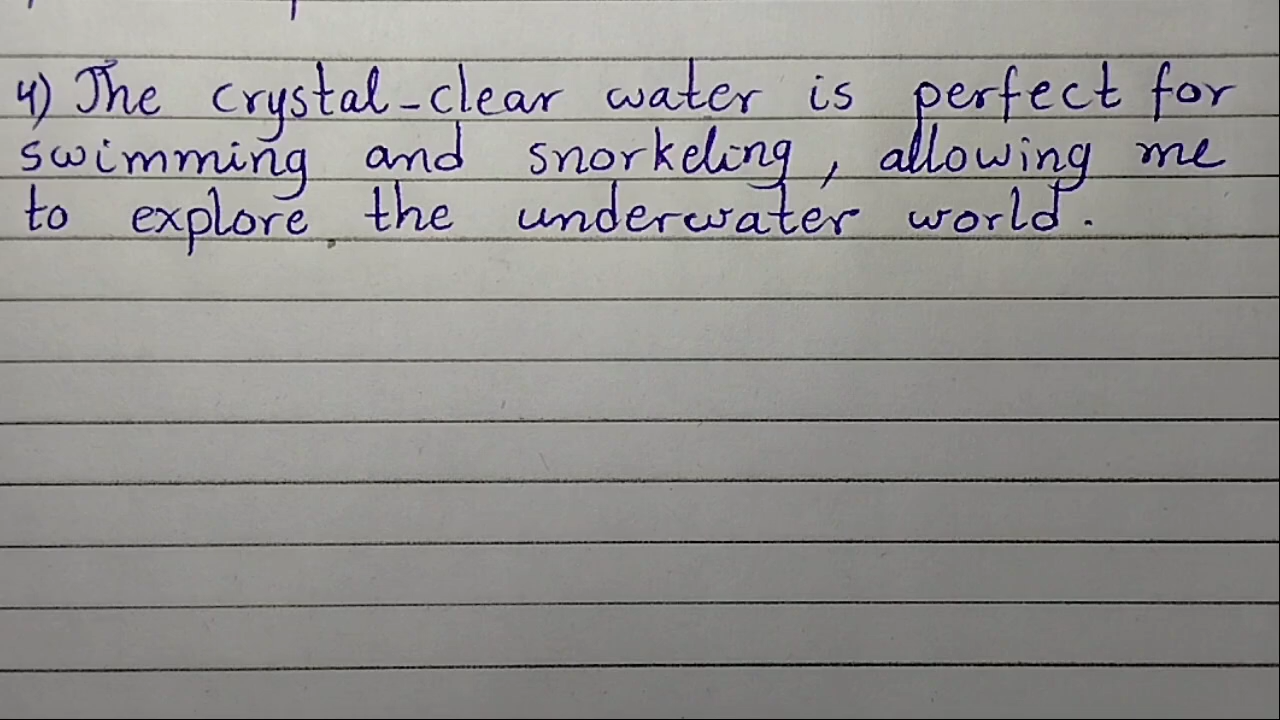 4) The crystal-clear water is perfect for
swimming and snorkeling, allowing me
to explore the underwater world.